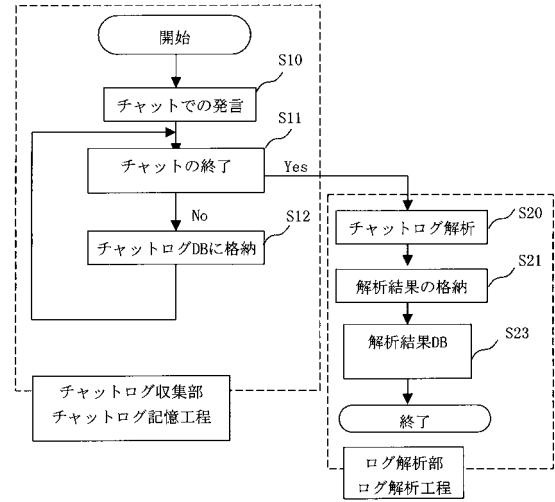 開始
S10
チャットでの発言
S11
チャットの終了
Yes
No
S12
チャットログDBに格納
チャットログ収集部
チャットログ記憶工程
S20
チャットログ解析
S21
解析結果の格納
S23
解析結果DB
終了
ログ解析部
ログ解析工程